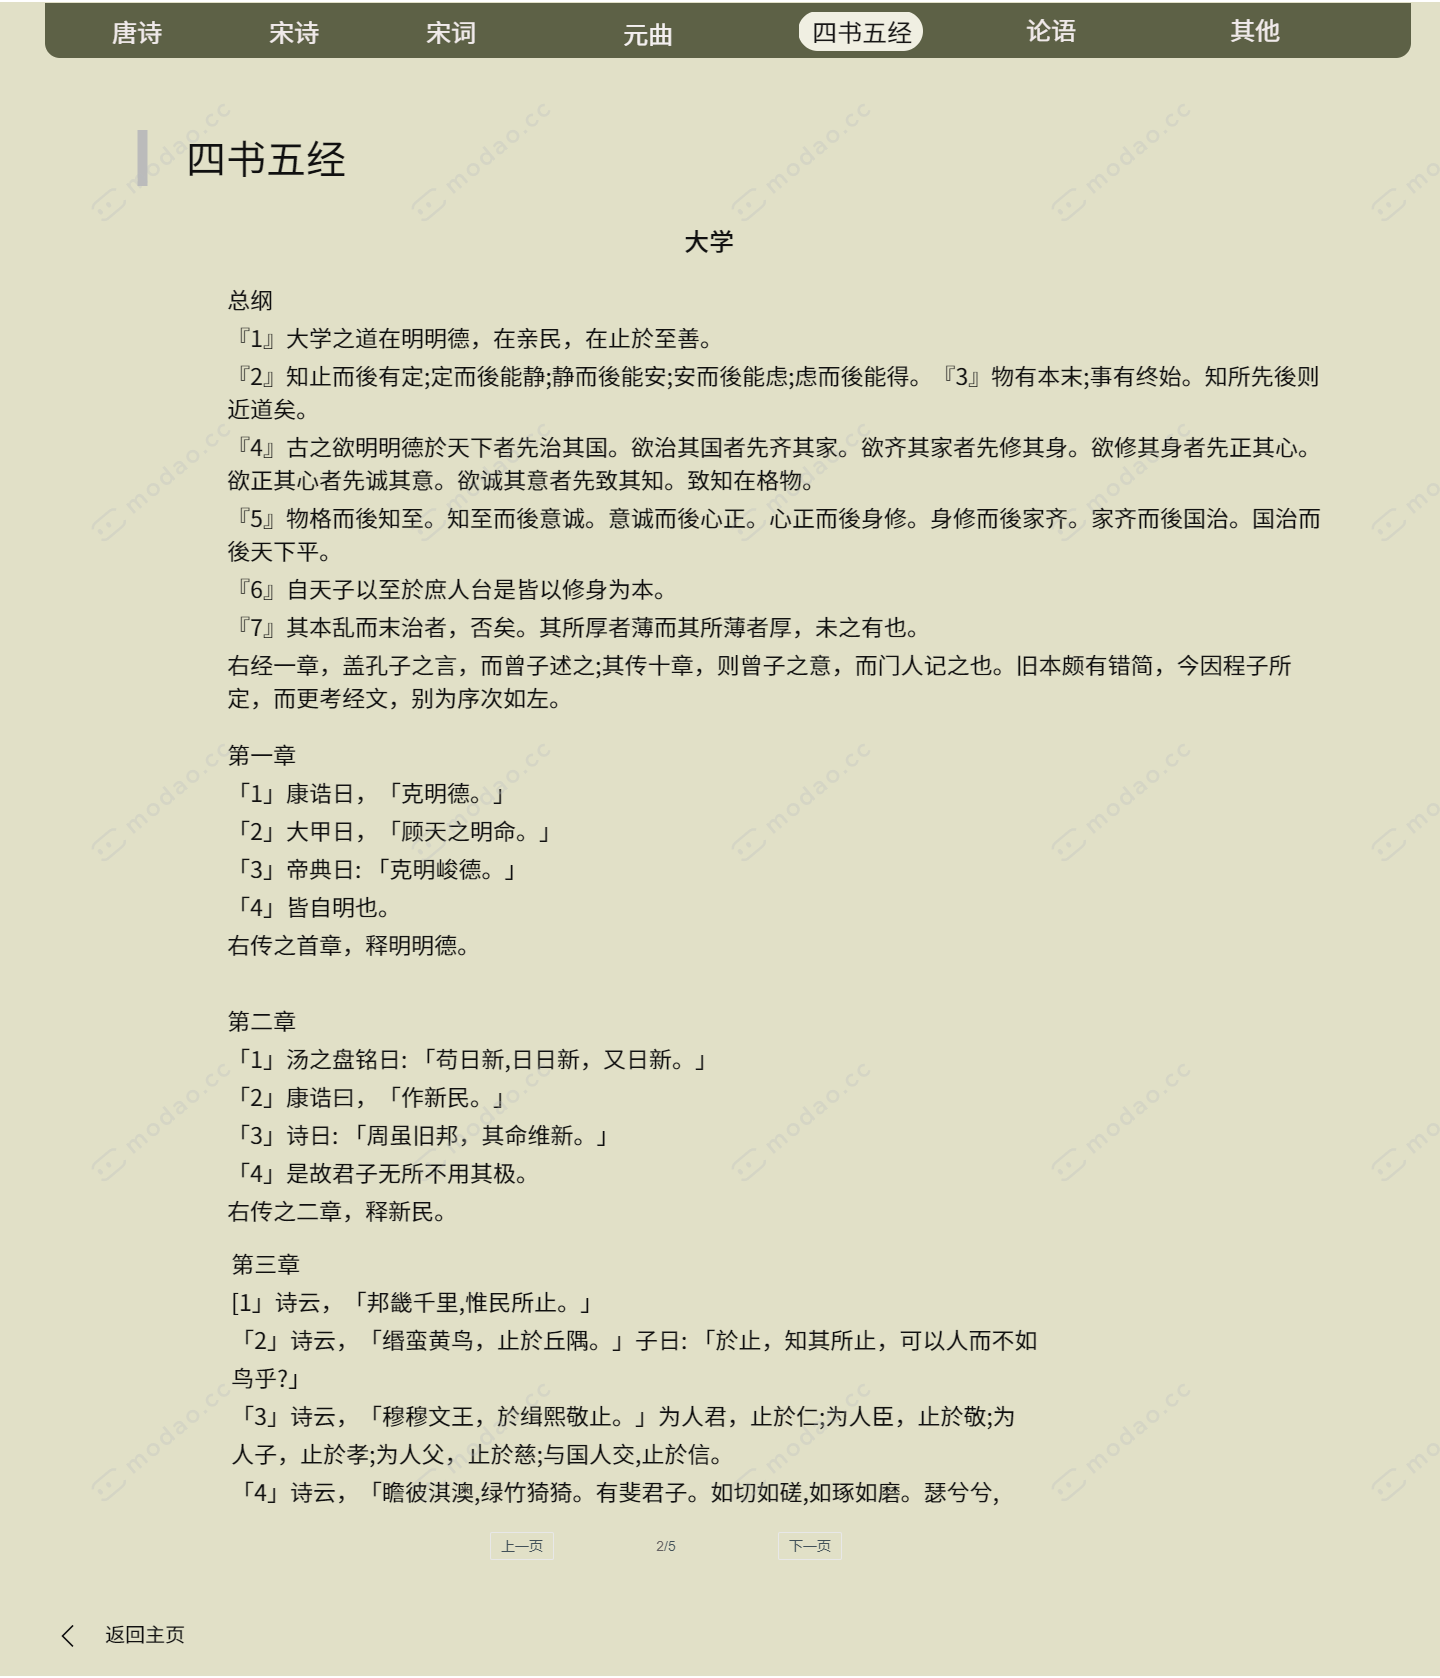 唐诗 宋诗 宋词 元曲 四书五经 论语 其他
四书五经
大学
总纲
『1』大学之道在明明德，在亲民，在止於至善。
『2』知止而後有定;定而後能静;静而後能安;安而後能虑;虑而後能得。『3』物有本末;事有终始。知所先後则
近道矣。
『4』古之欲明明德於天下者先治其国。欲治其国者先齐其家。欲齐其家者先修其身。欲修其身者先正其心。
欲正其心者先诚其意。欲诚其意者先致其知。致知在格物。
『5』物格而後知至。知至而後意诚。意诚而後心正。心正而後身修。身修而後家齐。家齐而後国治。国治而
後天下平。
『6』自天子以至於庶人台是皆以修身为本。
『7』其本乱而末治者，否矣。其所厚者薄而其所薄者厚，未之有也。
右经一章，盖孔子之言，而曾子述之;其传十章，则曾子之意，而门人记之也。旧本颇有错简，今因程子所
定，而更考经文，别为序次如左。
第一章
「1」康诰日，「克明德。」
「2」大甲日，「顾天之明命。」
「3」帝典日:「克明峻德。」
「4」皆自明也。
右传之首章，释明明德。
第二章
「1」汤之盘铭日:「苟日新,日日新，又日新。」
「2」康诰曰，「作新民。」
「3」诗日:「周虽旧邦，其命维新。」
「4」是故君子无所不用其极。
右传之二章，释新民。
第三章
[1」诗云，「邦畿千里,惟民所止。」
「2」诗云，「缗蛮黄鸟，止於丘隅。」子日:「於止，知其所止，可以人而不如
鸟乎?」
「3」诗云，「穆穆文王，於缉熙敬止。」为人君，止於仁;为人臣，止於敬;为
人子，止於孝;为人父，止於慈;与国人交,止於信。
「4」诗云，「瞻彼淇澳,绿竹猗猗。有斐君子。如切如磋,如琢如磨。瑟兮兮,
上一页 2/5 下一页
返回主页